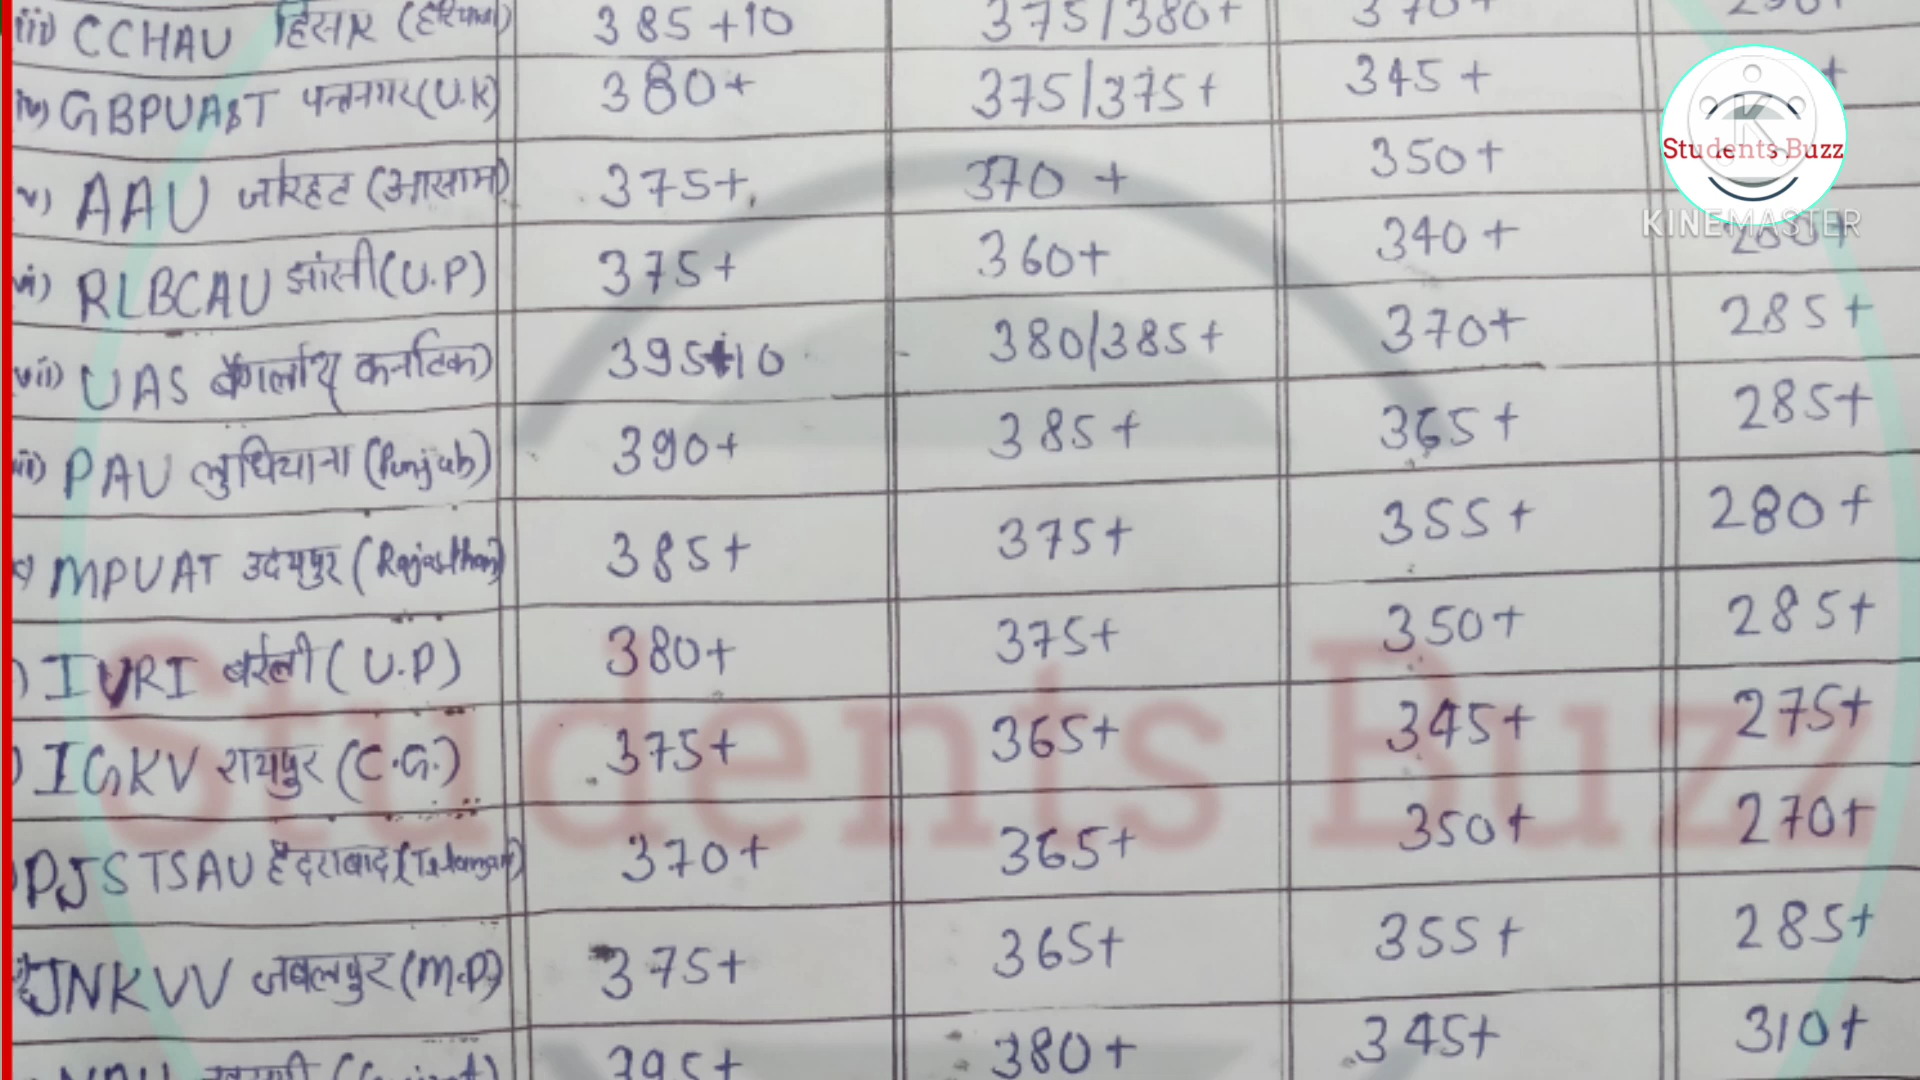 iii) CCHAU हिसार (हरियाणा) 385+10 375/380+ 370+ 290+
iv) GBPUA&T पन्तनगर (U.K) 380+ 375/375+ 345+ +
v) AAU जोरहट (आसाम) 375+ 370+ 350+
vi) RLBCAU झांसी (U.P) 375+ 360+ 340+ 260+
vii) UAS बैंगलोर कर्नाटक) 395+10 380/385+ 370+ 285+
PAU लुधियाना (Punjab) 390+ 385+ 365+ 285+
MPUAT उदयपुर (Rajasthan) 385+ 375+ 355+ 280+
) IVRI बरेली (U.P) 380+ 375+ 350+ 285+
) IGKV रायपुर (C.G.) 375+ 365+ 345+ 275+
PJSTSAU हैदराबाद (Telangana) 370+ 365+ 350+ 270+
JNKVV जबलपुर (M.P) 375+ 365+ 355+ 285+
395+ 380+ 345+ 310+
Students Buzz
KINEMASTER
Students Buzz